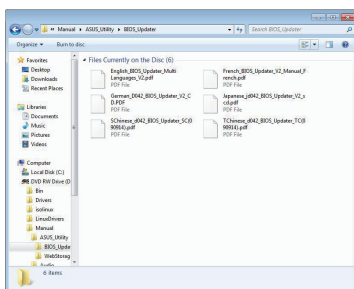 « Manual ▸ ASUS_Utility ▸ BIOS_Updater
Search BIOS_Updater
Organize ▾ Burn to disc
Files Currently on the Disc (6)
English_BIOS_Updater_Multi
Languages_V2.pdf
PDF File
French_BIOS_Updater_V2_Manual_F
rench.pdf
PDF File
German_D042_BIOS_Updater_V2_C
D.PDF
PDF File
Japanese_jd042_BIOS_Updater_V2_s
cd.pdf
PDF File
SChinese_d042_BIOS_Updater_SC(0
90914).pdf
PDF File
TChinese_d042_BIOS_Updater_TC(0
90914).pdf
PDF File
Favorites
Desktop
Downloads
Recent Places
Libraries
Documents
Music
Pictures
Videos
Computer
Local Disk (C:)
DVD RW Drive (D
Bin
Drivers
isolinux
LinuxDrivers
Manual
ASUS_Utility
BIOS_Upda
WebStorag
Audio
6 items